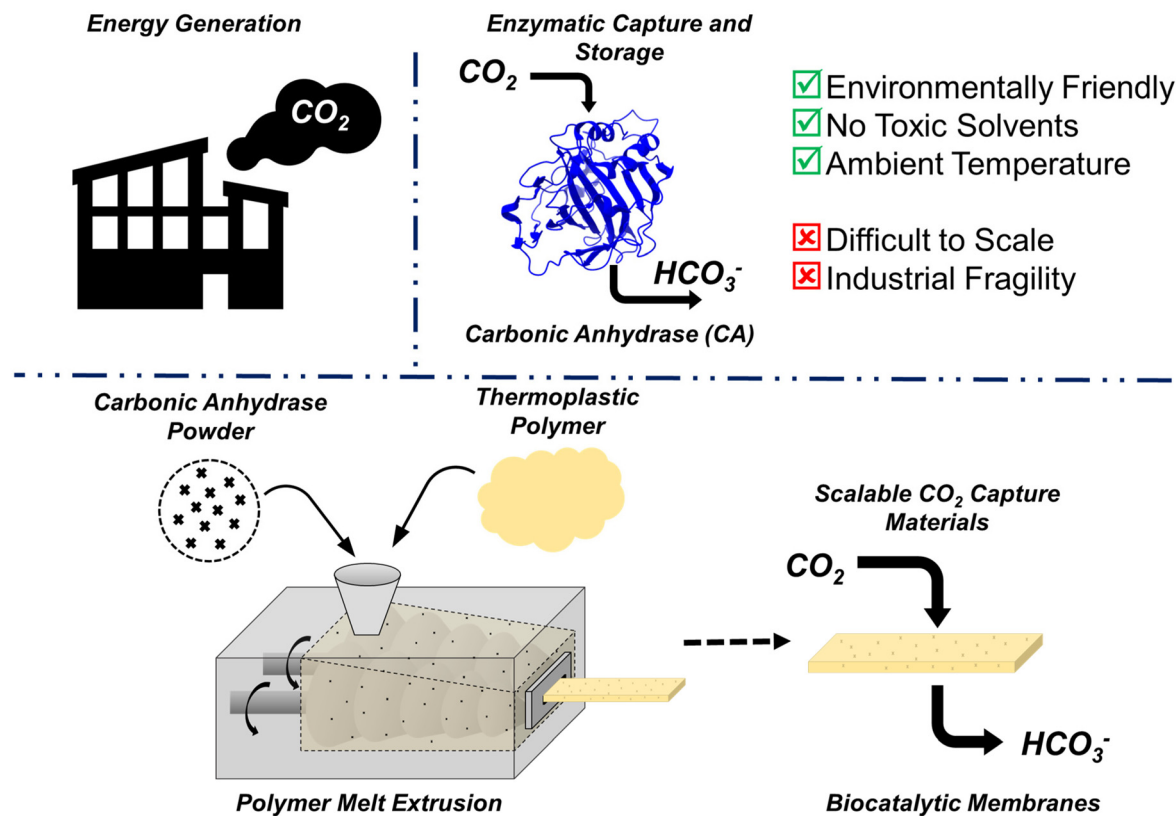 Energy Generation
CO₂
Enzymatic Capture and
Storage
CO₂
HCO₃⁻
Carbonic Anhydrase (CA)
Environmentally Friendly
No Toxic Solvents
Ambient Temperature
Difficult to Scale
Industrial Fragility
Carbonic Anhydrase
Powder
Thermoplastic
Polymer
Polymer Melt Extrusion
Scalable CO₂ Capture
Materials
CO₂
HCO₃⁻
Biocatalytic Membranes